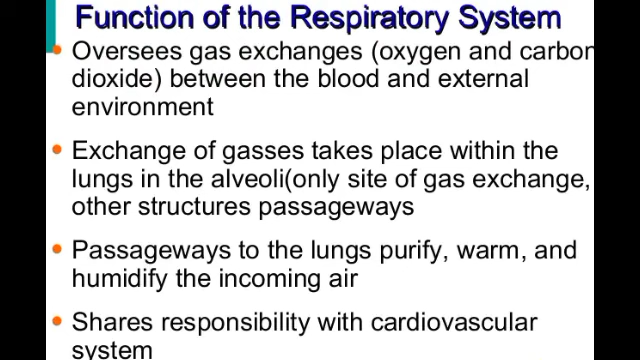 Function of the Respiratory System
• Oversees gas exchanges (oxygen and carbon
dioxide) between the blood and external
environment
• Exchange of gasses takes place within the
lungs in the alveoli(only site of gas exchange,
other structures passageways
• Passageways to the lungs purify, warm, and
humidify the incoming air
• Shares responsibility with cardiovascular
system